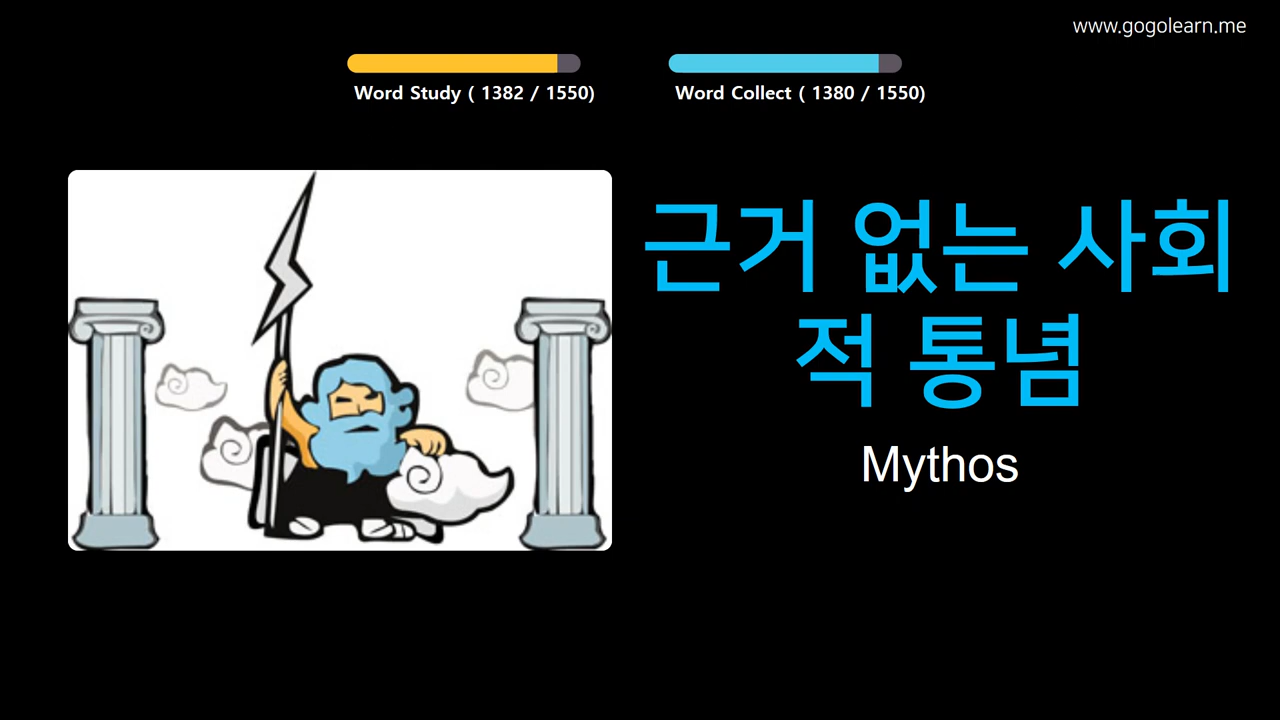 www.gogolearn.me
Word Study ( 1382 / 1550)
Word Collect ( 1380 / 1550)
근거 없는 사회
적 통념
Mythos